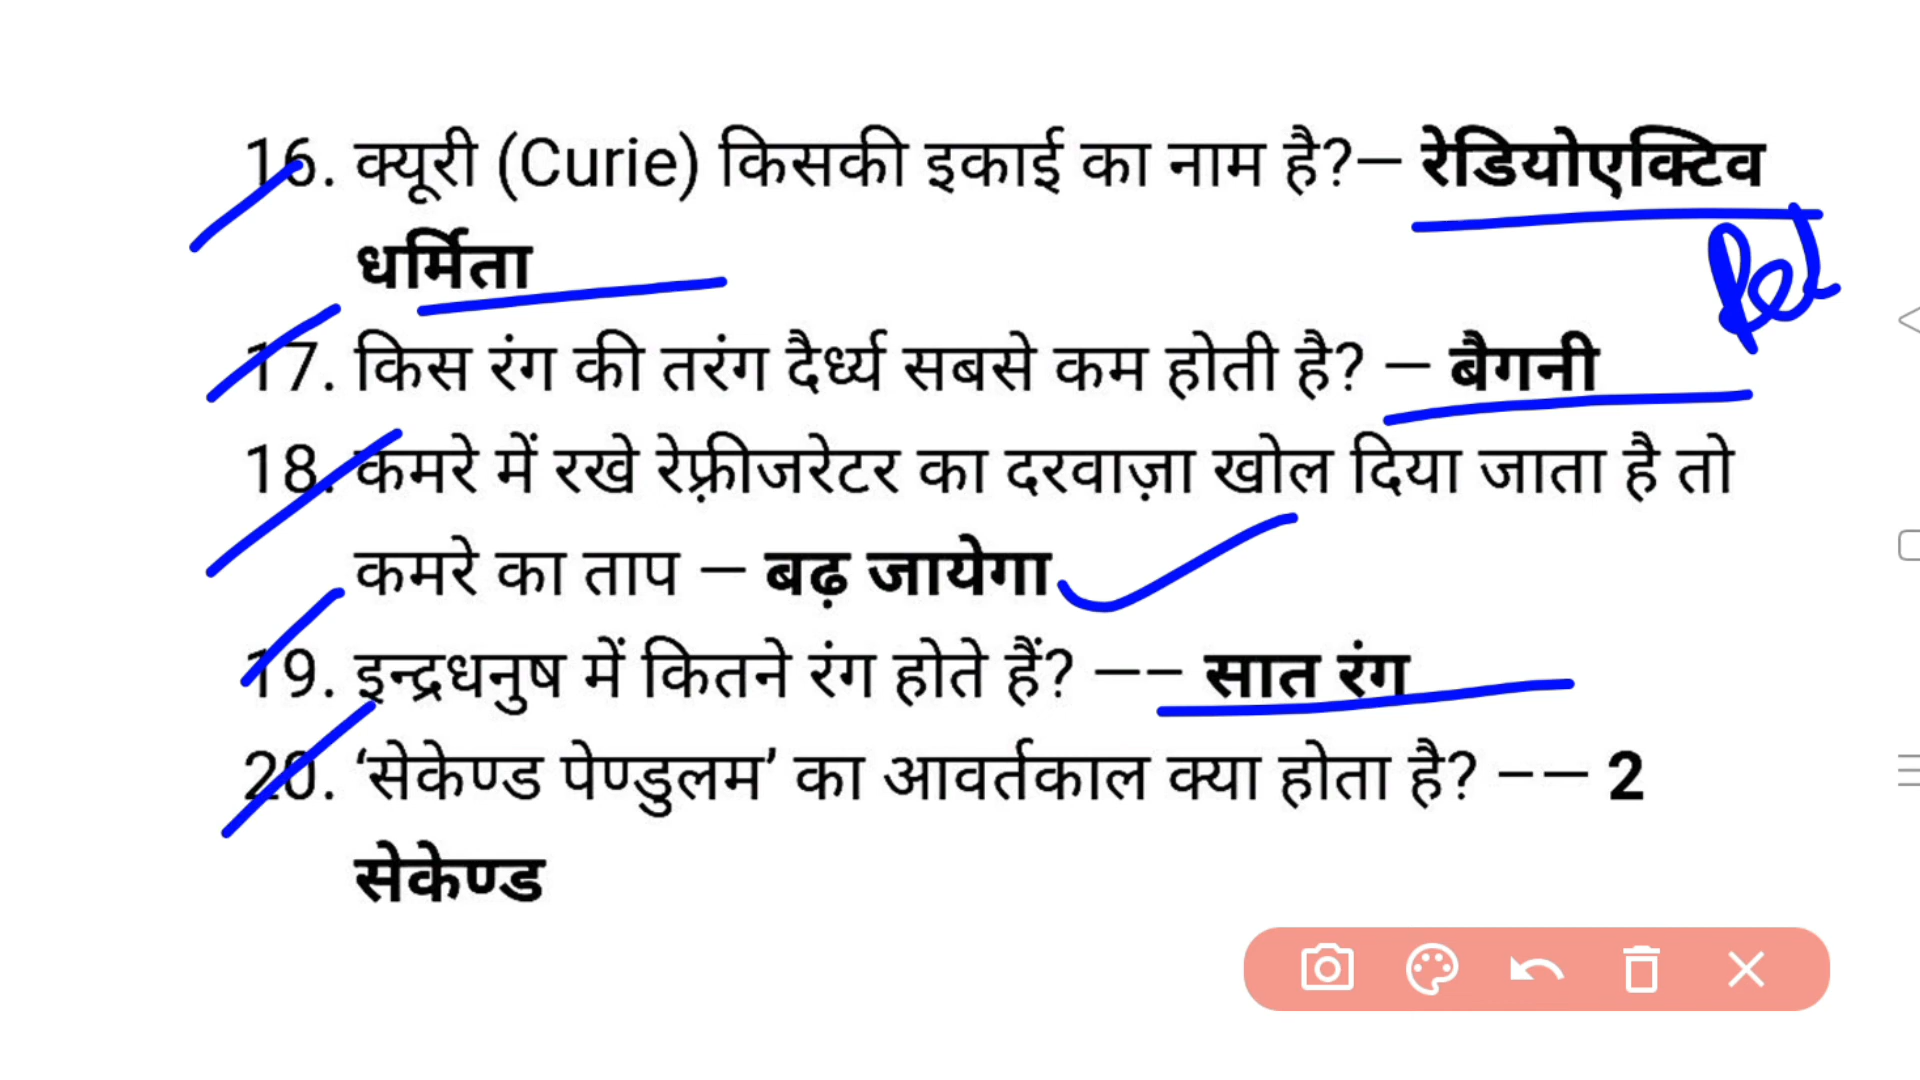 16. क्यूरी (Curie) किसकी इकाई का नाम है?— रेडियोएक्टिव
धर्मिता
17. किस रंग की तरंग दैर्ध्य सबसे कम होती है? — बैगनी
18. कमरे में रखे रेफ़्रीजरेटर का दरवाज़ा खोल दिया जाता है तो
कमरे का ताप — बढ़ जायेगा
19. इन्द्रधनुष में कितने रंग होते हैं? —— सात रंग
20. ‘सेकेण्ड पेण्डुलम’ का आवर्तकाल क्या होता है? –— 2
सेकेण्ड